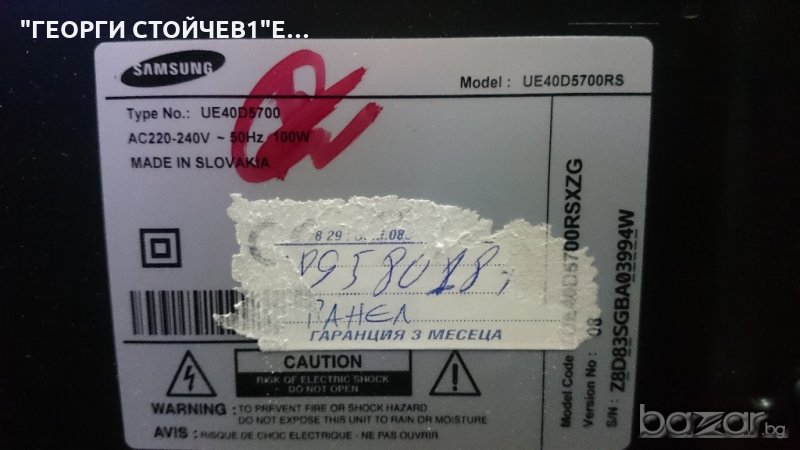 "ГЕОРГИ СТОЙЧЕВ1"Е...
SAMSUNG
Model : UE40D5700RS
Type No.: UE40D5700
AC220-240V ~ 50Hz 100W
MADE IN SLOVAKIA
8 29
ПАНЕЛ
ГАРАНЦИЯ 3 МЕСЕЦА
CAUTION
RISK OF ELECTRIC SHOCK
DO NOT OPEN
WARNING : TO PREVENT FIRE OR SHOCK HAZARD
DO NOT EXPOSE THIS UNIT TO RAIN OR MOISTURE
AVIS : RISQUE DE CHOC ELECTRIQUE - NE PAS OUVRIR
Model Code : UE40D5700RSXZG
Version No : 08
S/N : Z8D83SGBA03994W
bazar.bg